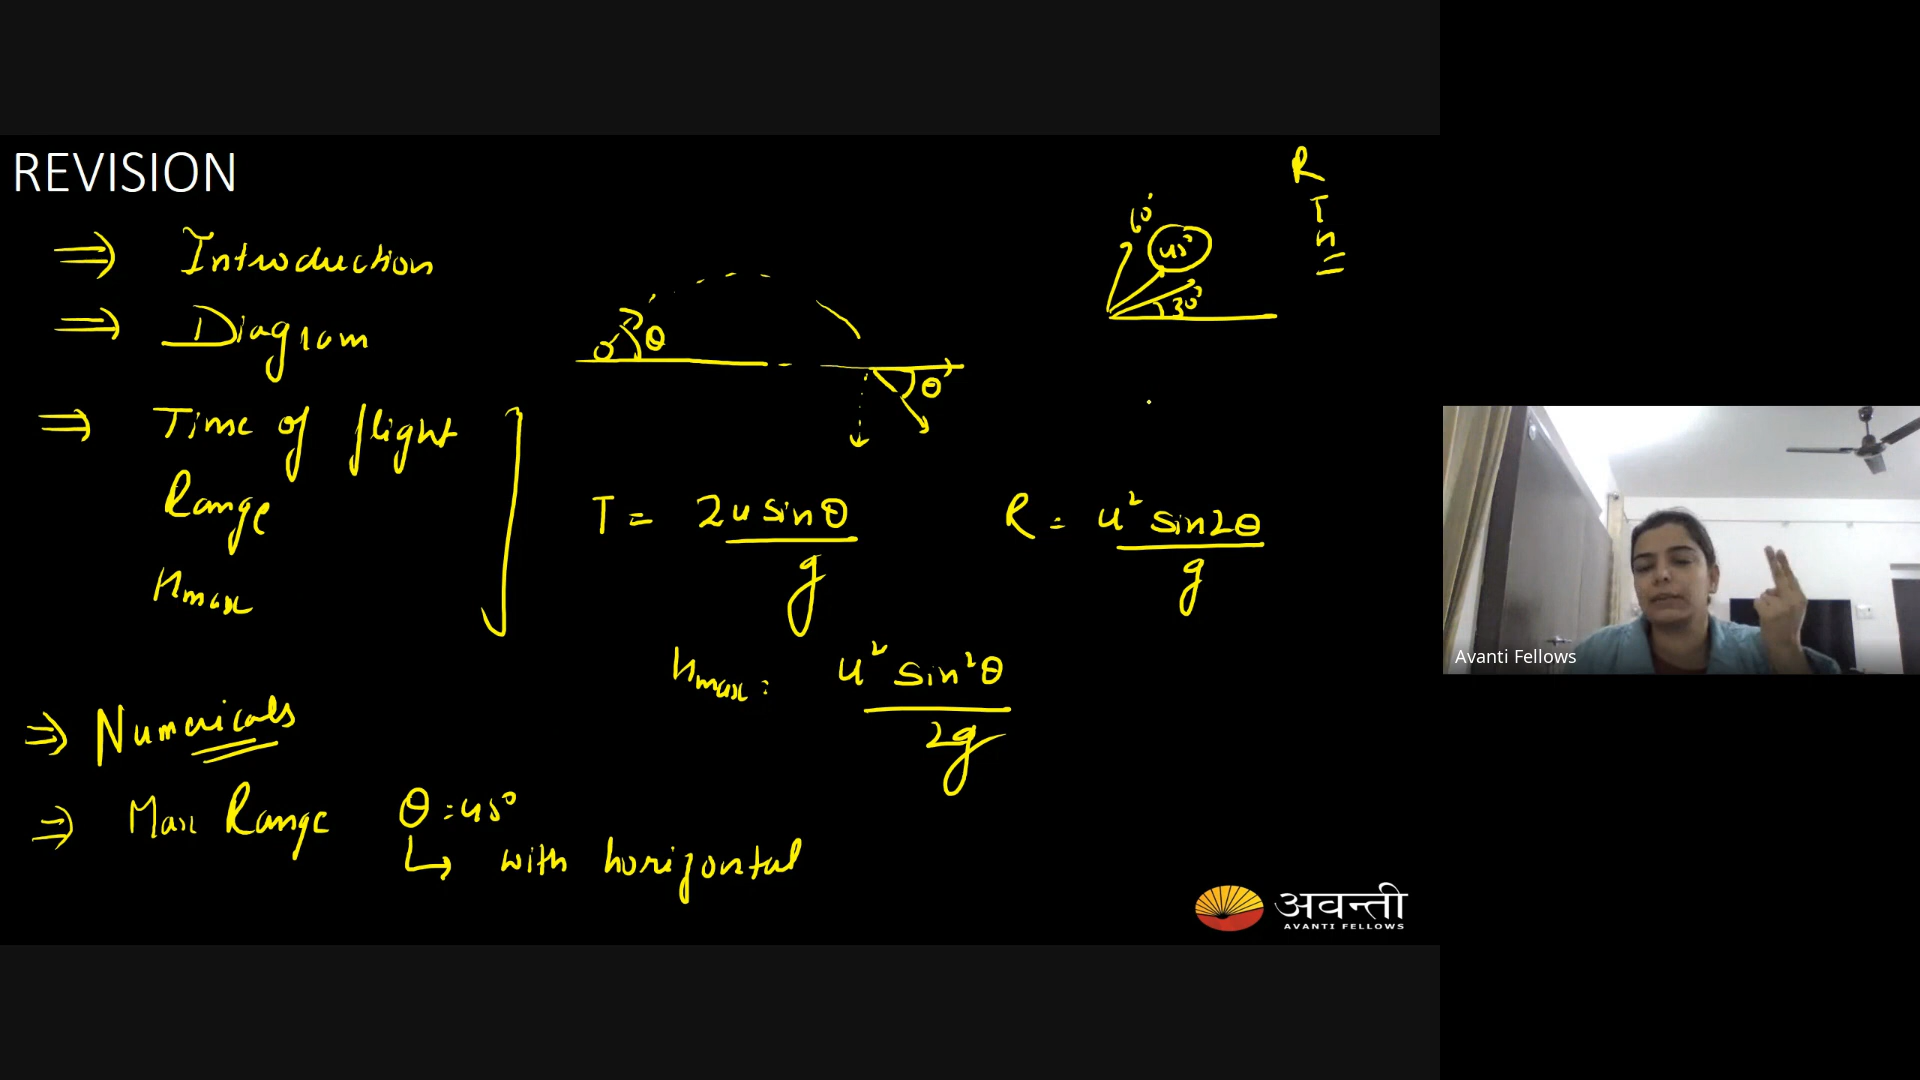 REVISION
⇒ Introduction
⇒ Diagram
⇒ Time of flight
Range
Hmax
⇒ Numericals
⇒ Max Range θ = 45°
↳ with horizontal
θ
θ
T = 2u sinθ / g
R = u² sin2θ / g
Hmax = u² sin²θ / 2g
60°
45°
30°
R
T
H
Avanti Fellows
अवन्ती
AVANTI FELLOWS